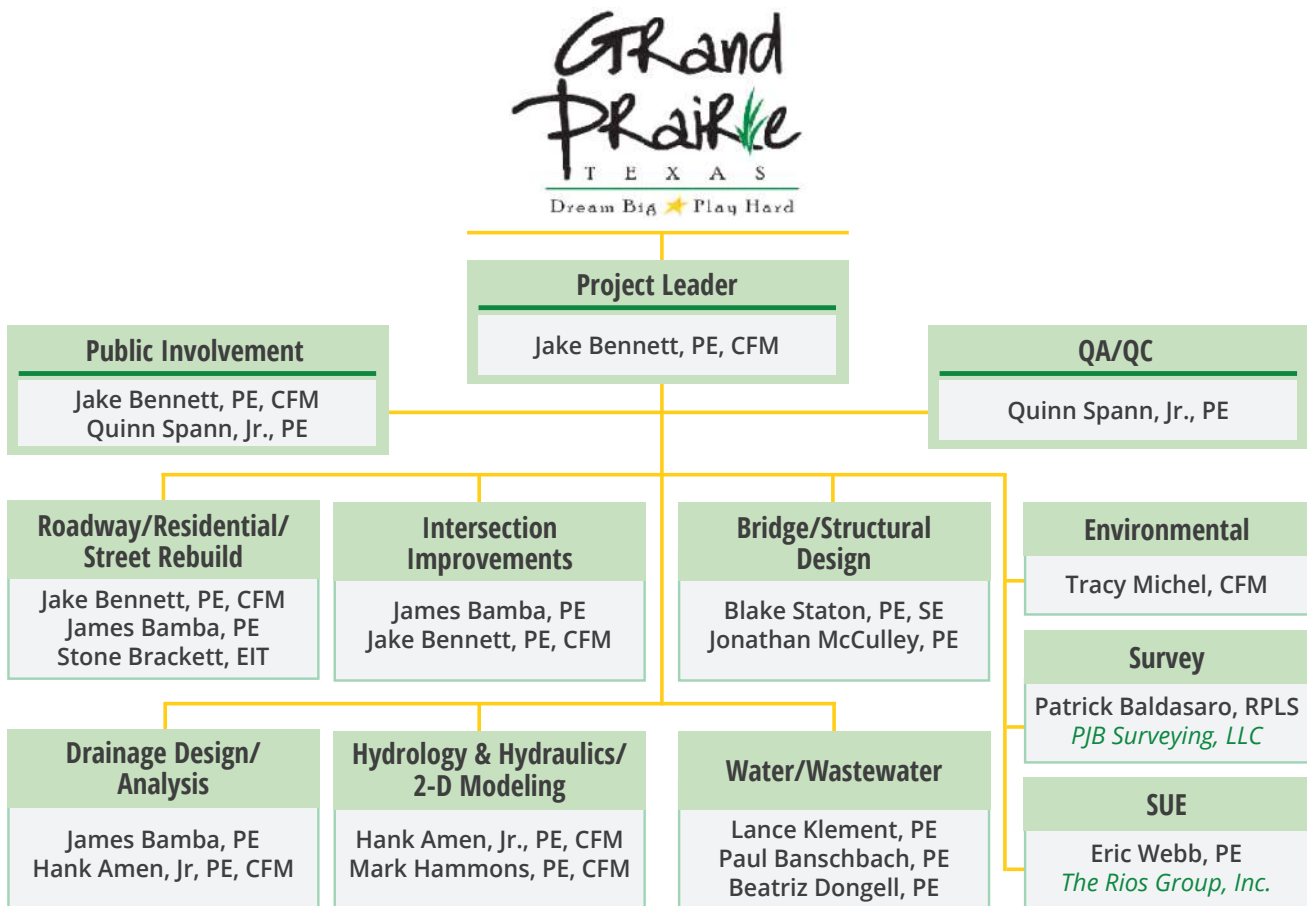 Grand
Prairie
TEXAS
Dream Big Play Hard
Project Leader
Jake Bennett, PE, CFM
Public Involvement
Jake Bennett, PE, CFM
Quinn Spann, Jr., PE
QA/QC
Quinn Spann, Jr., PE
Roadway/Residential/
Street Rebuild
Jake Bennett, PE, CFM
James Bamba, PE
Stone Brackett, EIT
Intersection
Improvements
James Bamba, PE
Jake Bennett, PE, CFM
Bridge/Structural
Design
Blake Staton, PE, SE
Jonathan McCulley, PE
Environmental
Tracy Michel, CFM
Survey
Patrick Baldasaro, RPLS
PJB Surveying, LLC
Drainage Design/
Analysis
James Bamba, PE
Hank Amen, Jr, PE, CFM
Hydrology & Hydraulics/
2-D Modeling
Hank Amen, Jr., PE, CFM
Mark Hammons, PE, CFM
Water/Wastewater
Lance Klement, PE
Paul Banschbach, PE
Beatriz Dongell, PE
SUE
Eric Webb, PE
The Rios Group, Inc.